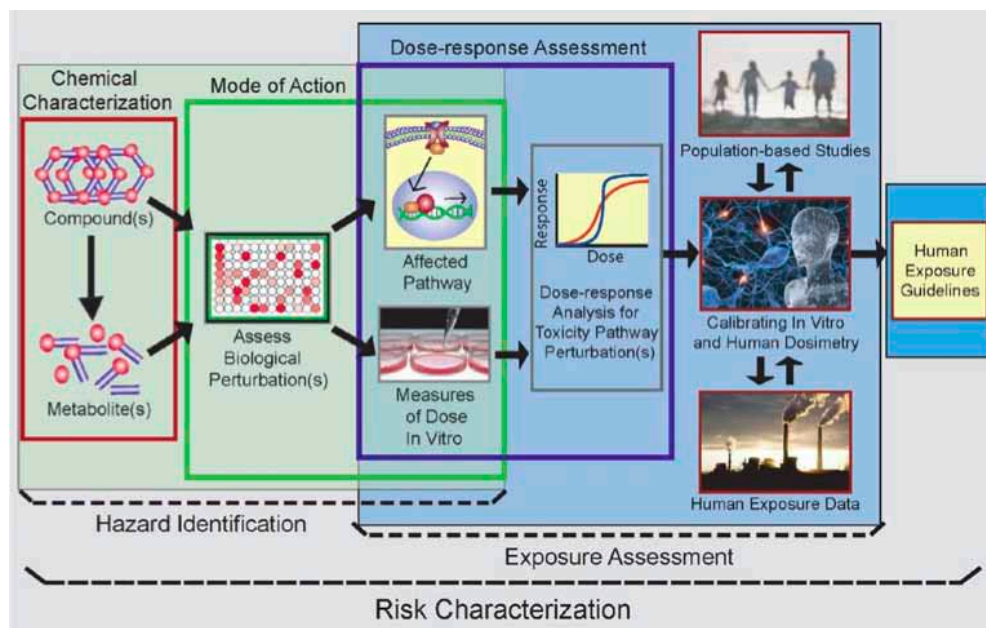 Chemical
Characterization
Compound(s)
Metabolite(s)
Mode of Action
Assess
Biological
Perturbation(s)
Dose-response Assessment
Affected
Pathway
Measures
of Dose
In Vitro
Response
Dose
Dose-response
Analysis for
Toxicity Pathway
Perturbation(s)
Population-based Studies
Calibrating In Vitro
and Human Dosimetry
Human Exposure Data
Human
Exposure
Guidelines
Hazard Identification
Exposure Assessment
Risk Characterization